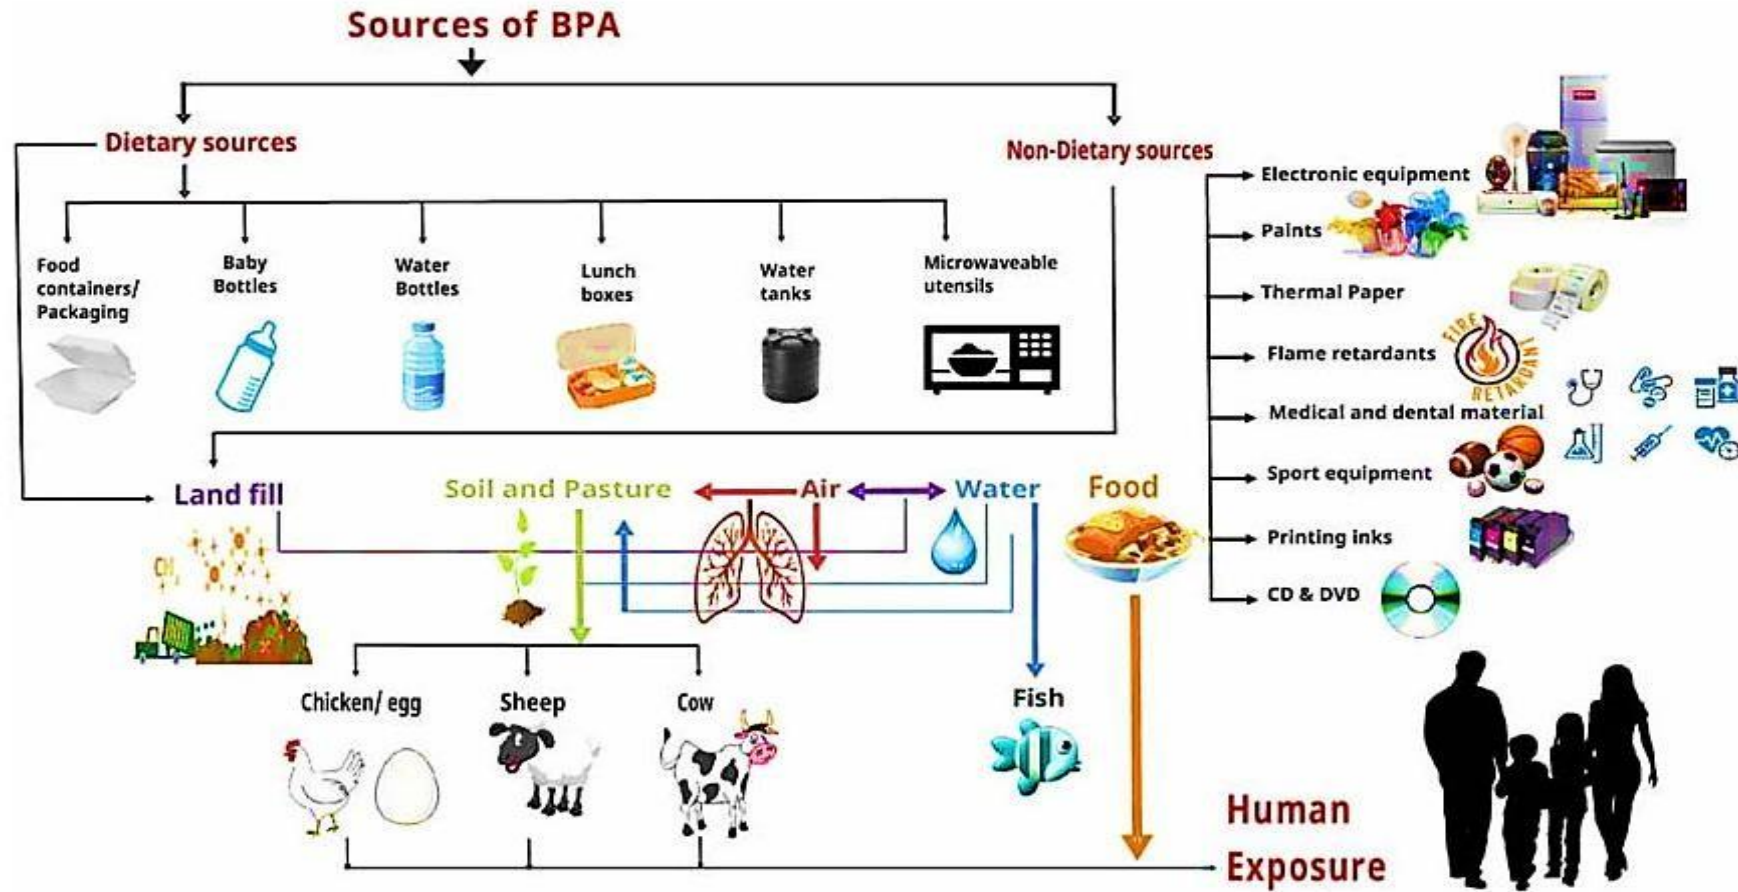 Sources of BPA
Dietary sources
Non-Dietary sources
Food
containers/
Packaging
Baby
Bottles
Water
Bottles
Lunch
boxes
Water
tanks
Microwaveable
utensils
Electronic equipment
Paints
Thermal Paper
Flame retardants
FIRE
RETARDANT
Medical and dental material
Sport equipment
Printing inks
CD & DVD
Land fill
Soil and Pasture
Air
Water
Food
Chicken/ egg
Sheep
Cow
Fish
Human
Exposure